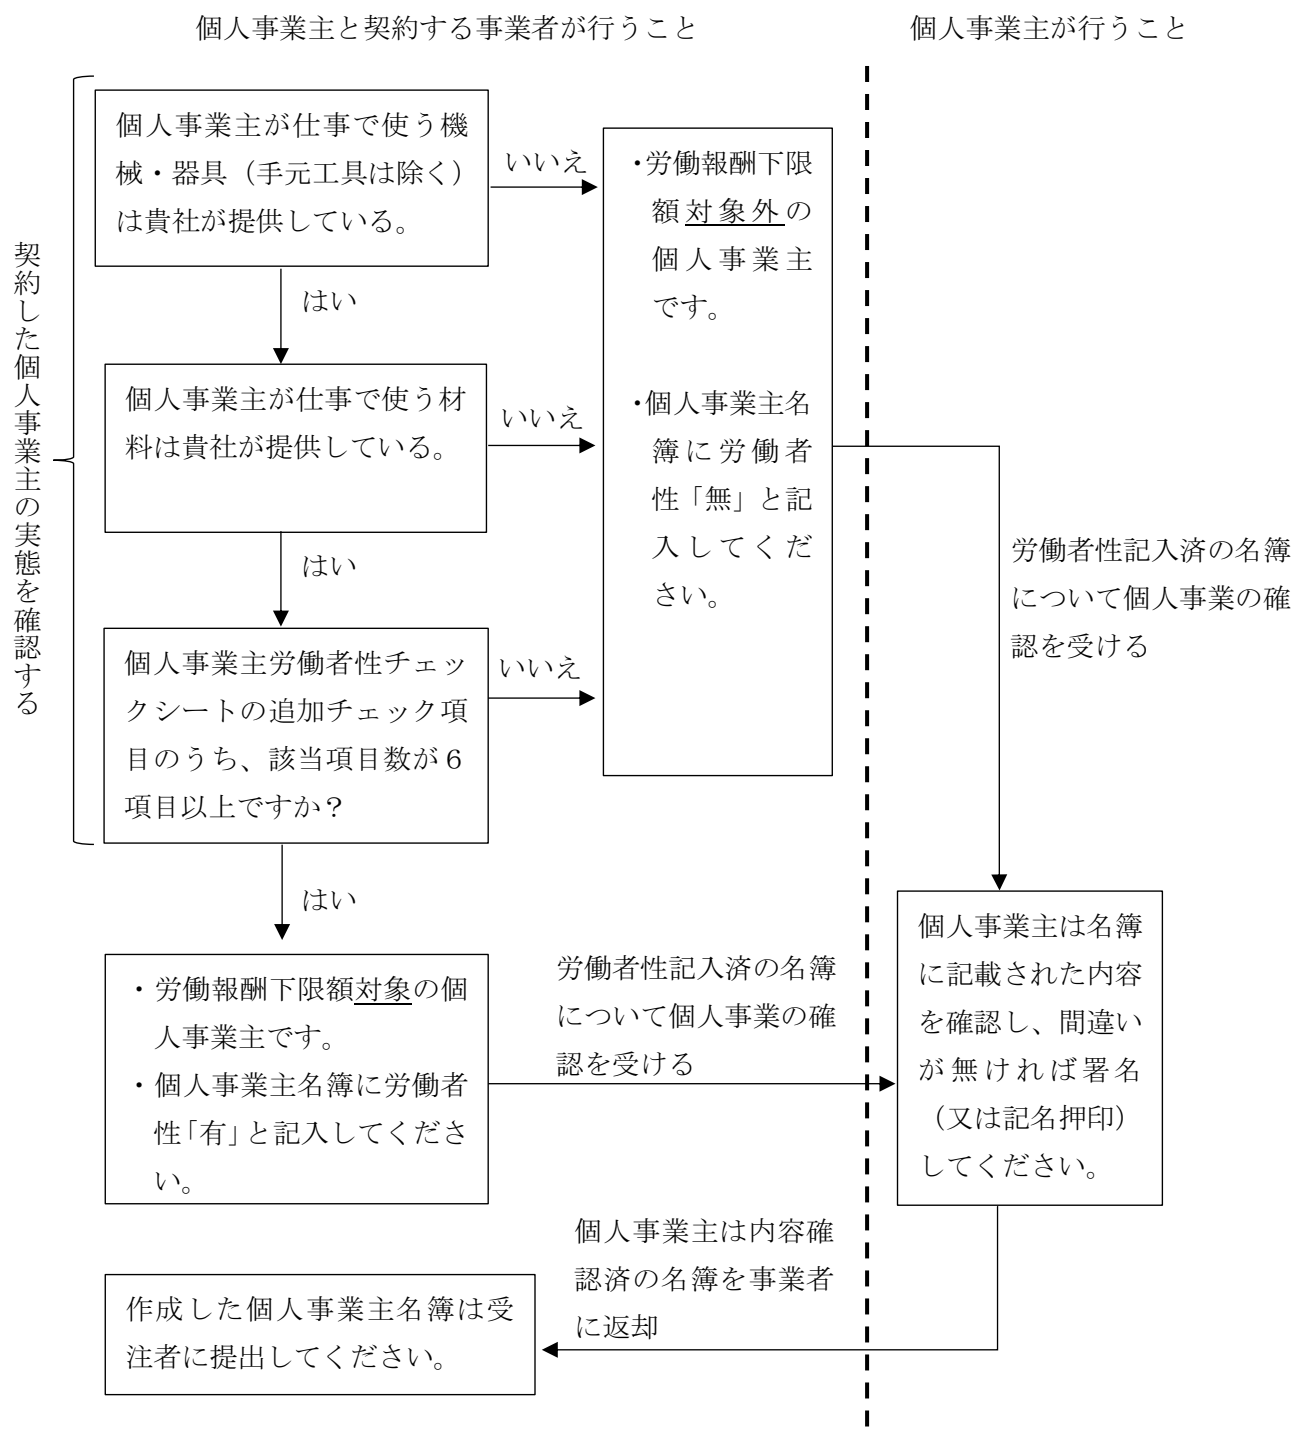 個人事業主と契約する事業者が行うこと
個人事業主が行うこと
契約した個人事業主の実態を確認する
個人事業主が仕事で使う機
械・器具（手元工具は除く）
は貴社が提供している。
いいえ
はい
個人事業主が仕事で使う材
料は貴社が提供している。
いいえ
はい
個人事業主労働者性チェッ
クシートの追加チェック項
目のうち、該当項目数が６
項目以上ですか？
いいえ
はい
・労働報酬下限
額対象外の
個人事業主
です。
・個人事業主名
簿に労働者
性「無」と記
入してくだ
さい。
労働者性記入済の名簿
について個人事業の確
認を受ける
・労働報酬下限額対象の個
人事業主です。
・個人事業主名簿に労働者
性「有」と記入してくださ
い。
労働者性記入済の名簿
について個人事業の確
認を受ける
個人事業主は名簿
に記載された内容
を確認し、間違い
が無ければ署名
（又は記名押印）
してください。
個人事業主は内容確
認済の名簿を事業者
に返却
作成した個人事業主名簿は受
注者に提出してください。